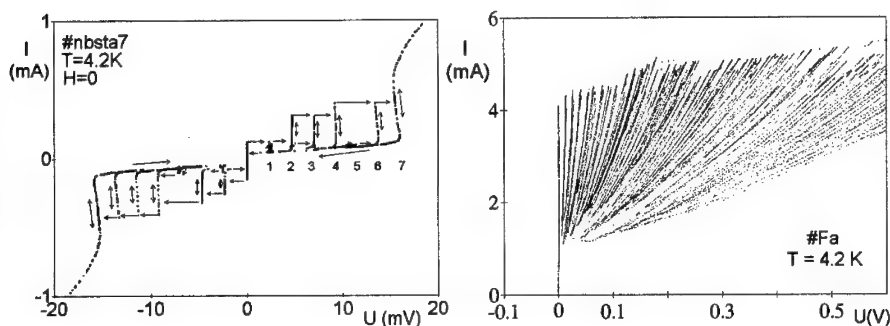 1
I
(mA)
#nbsta7
T=4.2K
H=0
0
1 2 3 4 5 6 7
-1
-20 -10 0 10 20
U (mV)
6
I
(mA)
4
2
0
#Fa
T = 4.2 K
-0.1 0 0.1 0.3 0.5
U(V)